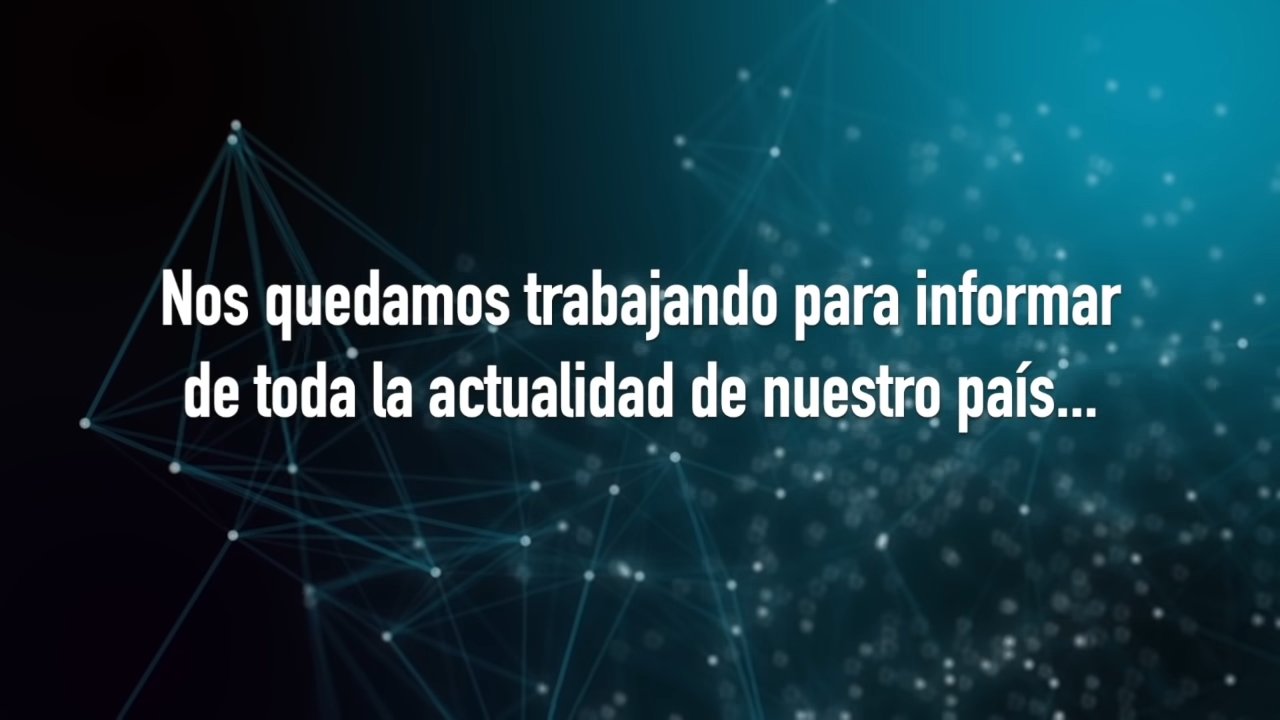 Nos quedamos trabajando para informar
de toda la actualidad de nuestro país...